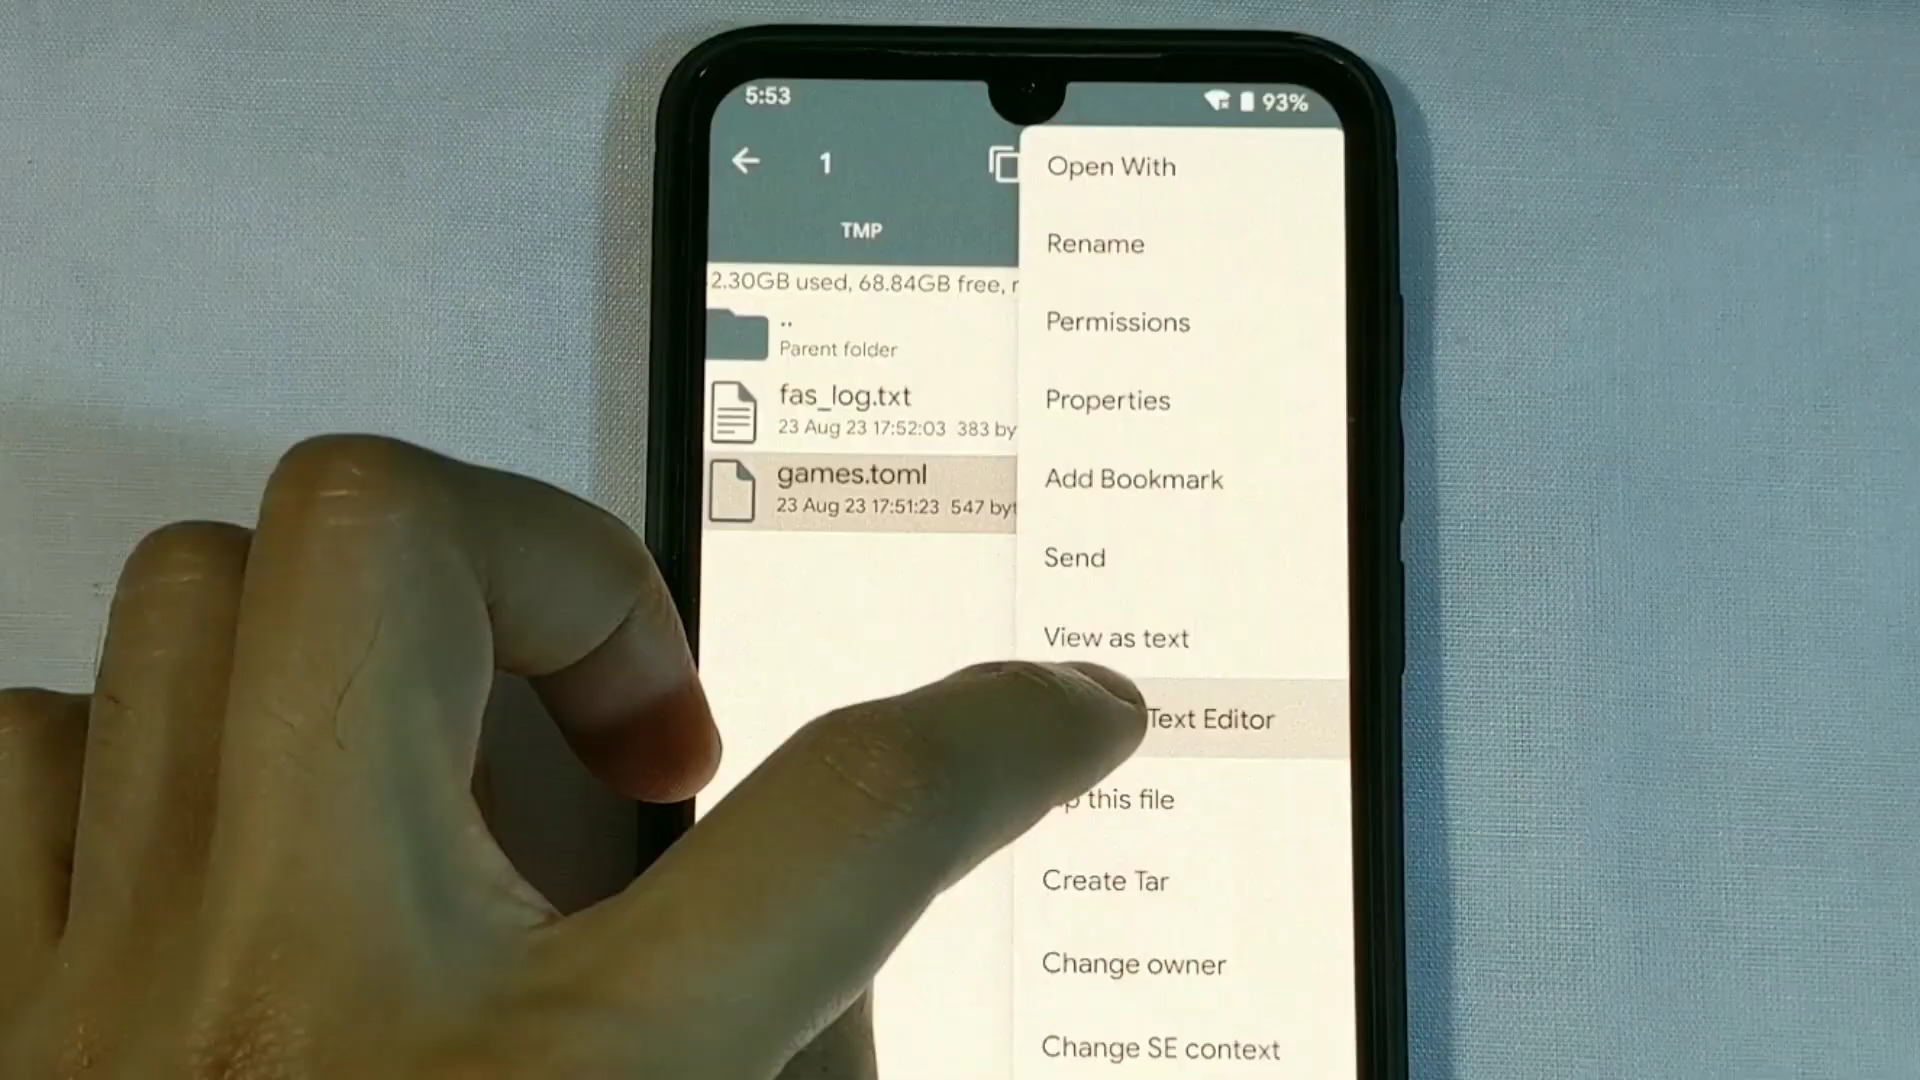 5:53
93%
1
TMP
2.30GB used, 68.84GB free, r
..
Parent folder
fas_log.txt
23 Aug 23 17:52:03 383 by
games.toml
23 Aug 23 17:51:23 547 byt
Open With
Rename
Permissions
Properties
Add Bookmark
Send
View as text
Text Editor
this file
Create Tar
Change owner
Change SE context